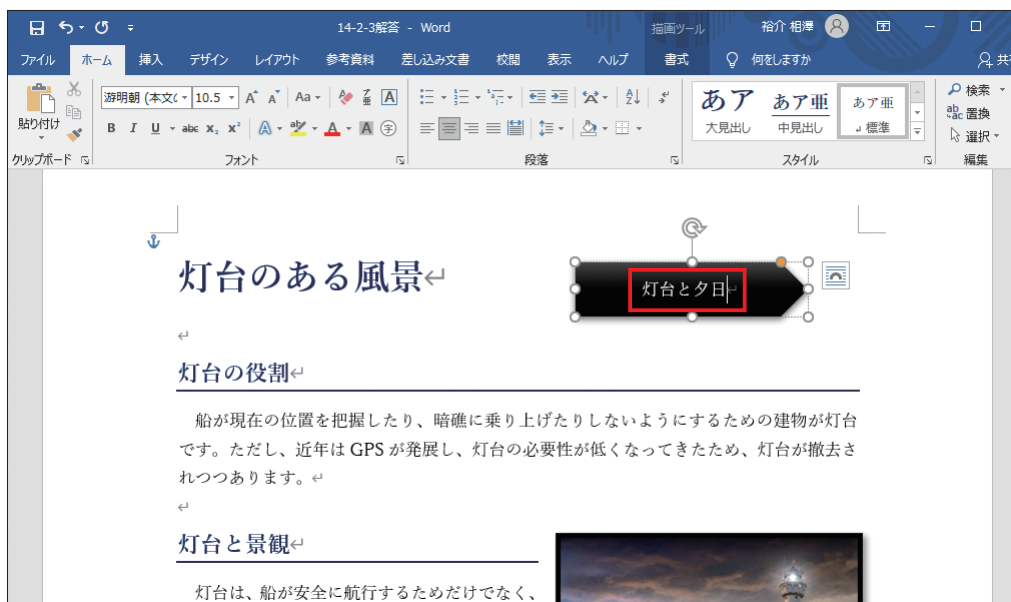 14-2-3解答 - Word
描画ツール
裕介 相澤
ファイル ホーム 挿入 デザイン レイアウト 参考資料 差し込み文書 校閲 表示 ヘルプ 書式 何をしますか
貼り付け
游明朝 (本文( 10.5
Aa
B I U abc x₂ x²
あア 大見出し
あア亜 中見出し
あア亜 標準
検索
置換
選択
クリップボード フォント 段落 スタイル 編集
灯台のある風景
灯台と夕日
灯台の役割
船が現在の位置を把握したり、暗礁に乗り上げたりしないようにするための建物が灯台
です。ただし、近年は GPS が発展し、灯台の必要性が低くなってきたため、灯台が撤去さ
れつつあります。
灯台と景観
灯台は、船が安全に航行するためだけでなく、